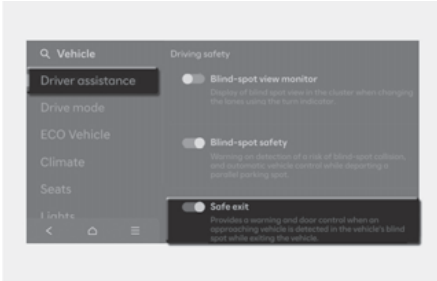 Vehicle
Driving safety
Driver assistance
Blind-spot view monitor
Display of blind spot view in the cluster when changing
the lanes using the turn indicator.
Drive mode
ECO Vehicle
Blind-spot safety
Warning on detection of a risk of blind-spot collision,
and automatic vehicle control while departing a
parallel parking spot.
Climate
Seats
Safe exit
Provides a warning and door control when an
approaching vehicle is detected in the vehicle's blind
spot while exiting the vehicle.
Lights